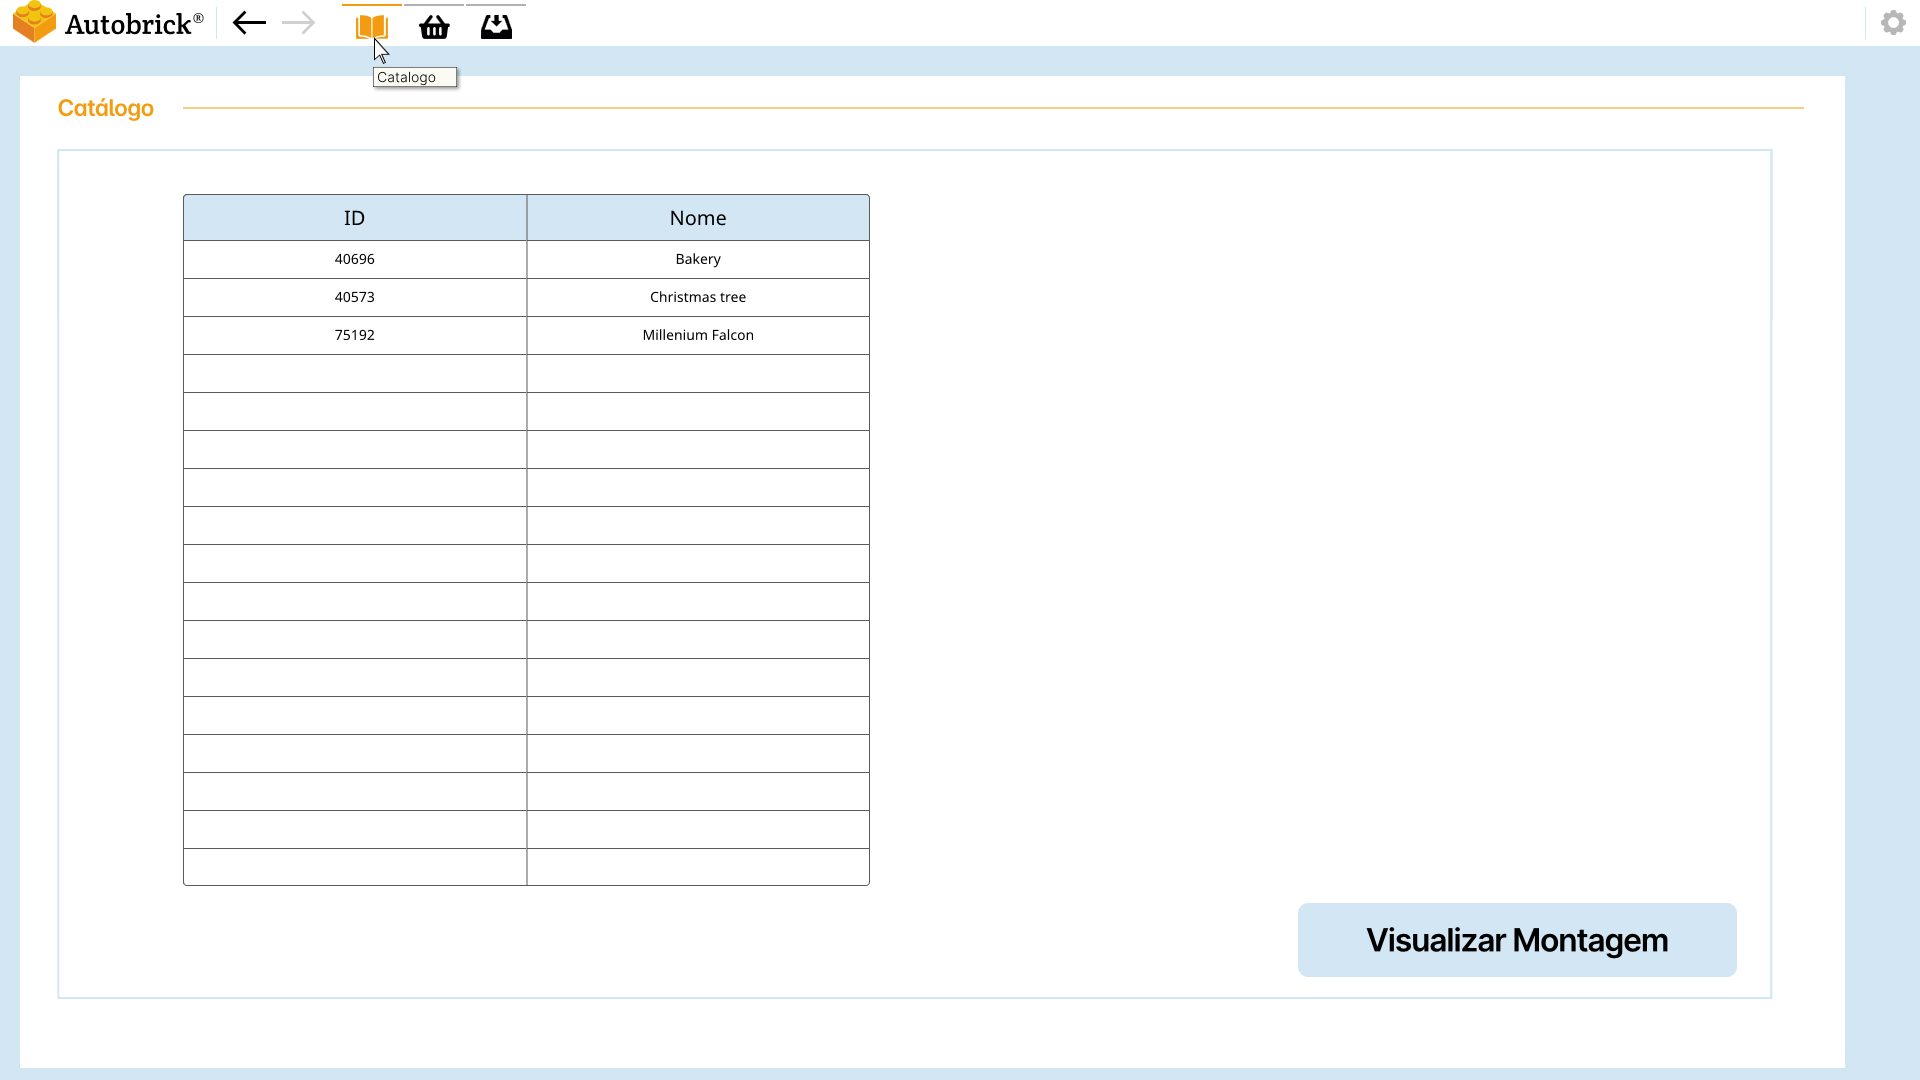 Autobrick®
Catalogo
Catálogo
ID Nome
40696 Bakery
40573 Christmas tree
75192 Millenium Falcon
Visualizar Montagem